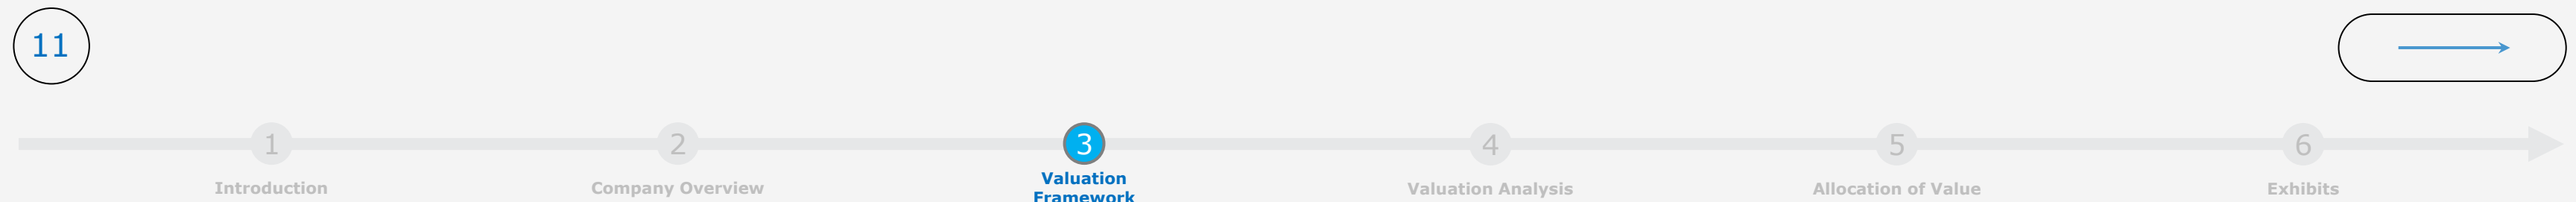 11
1
2
3
4
5
6
Introduction
Company Overview
Valuation
Framework
Valuation Analysis
Allocation of Value
Exhibits